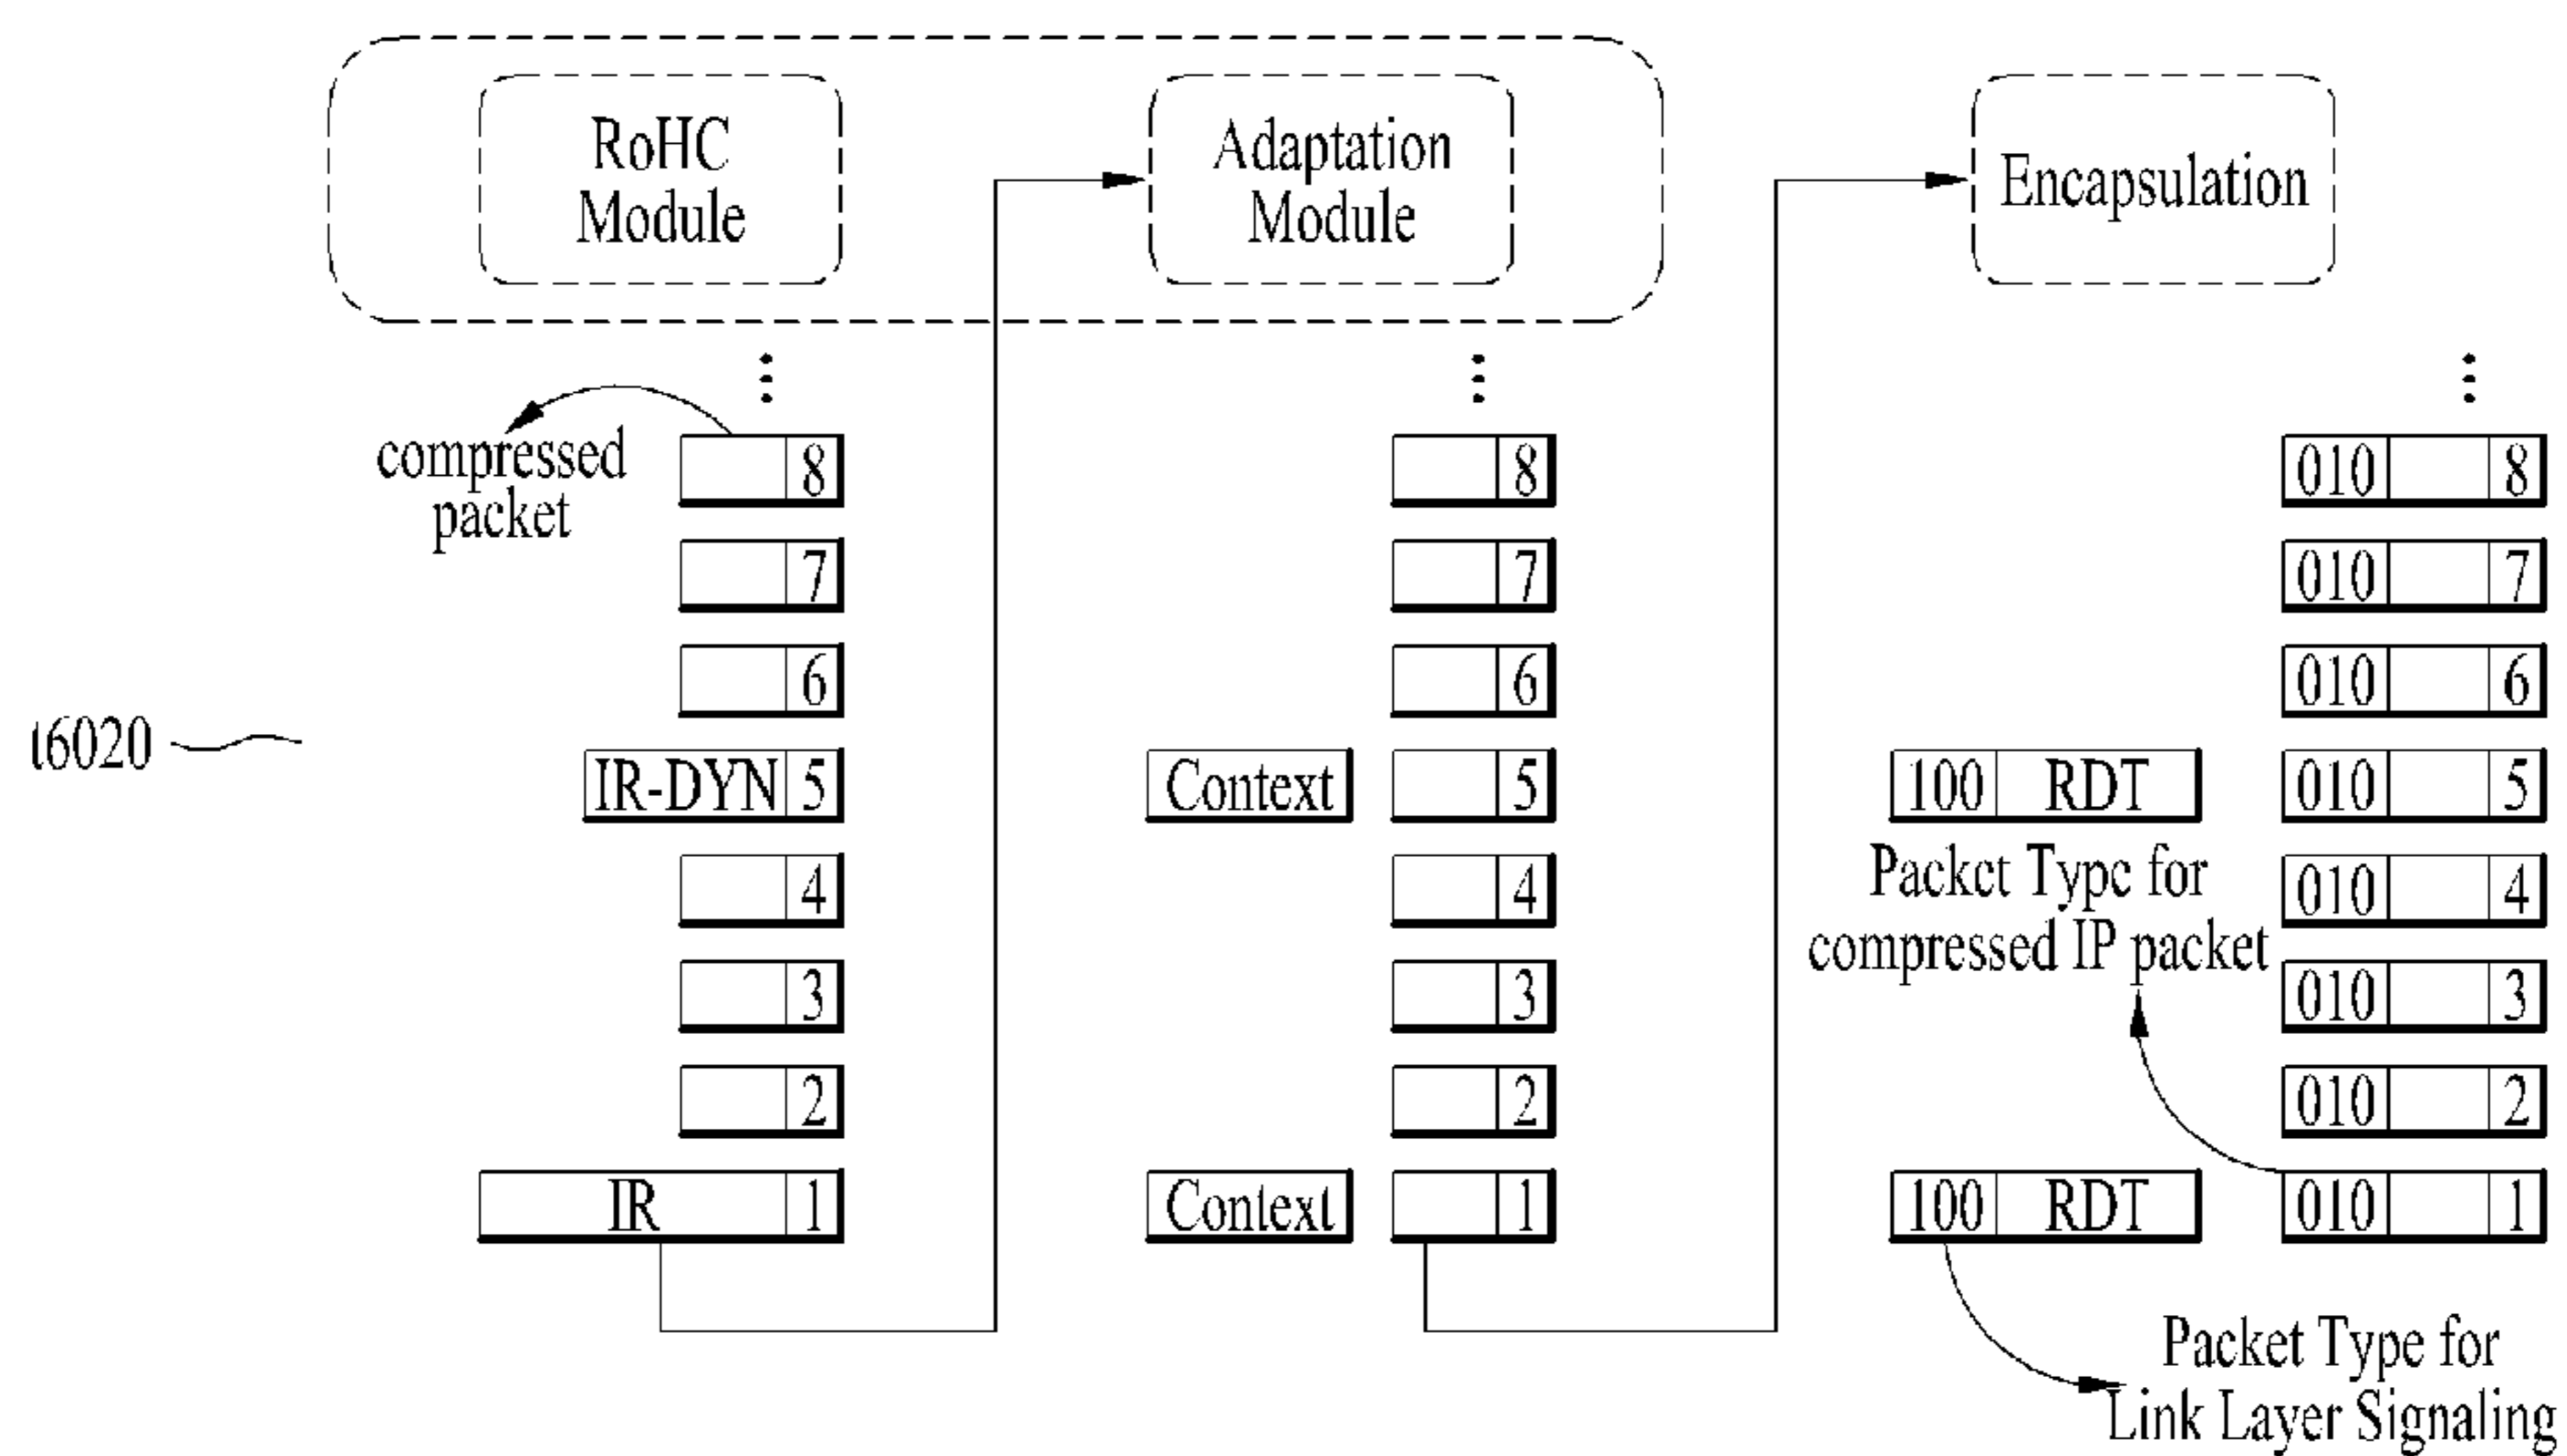 RoHC
Module
Adaptation
Module
Encapsulation
compressed
packet
8
8
010 8
7
7
010 7
6
6
010 6
t6020
IR-DYN 5
Context 5
100 RDT 010 5
4
4
010 4
Packet Type for
compressed IP packet
3
3
010 3
2
2
010 2
IR 1
Context 1
100 RDT 010 1
Packet Type for
Link Layer Signaling